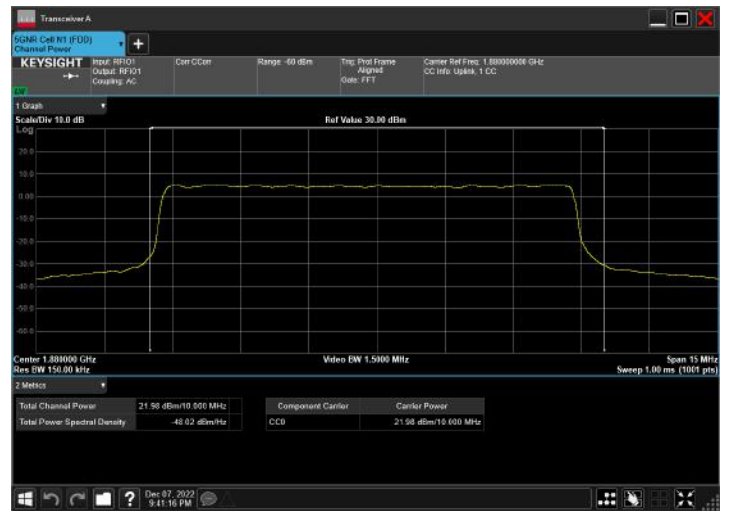 Transceiver A
5GNR Cell N1 (FDD)
Channel Power
KEYSIGHT
Input: RFIO1
Output: RFIO1
Coupling: AC
Corr CCorr
Range: -60 dBm
Trig: Prot Frame
Aligned
Gate: FFT
Carrier Ref Freq: 1.880000000 GHz
CC Info: Uplink, 1 CC
1 Graph
Scale/Div 10.0 dB
Ref Value 30.00 dBm
Log
20.0
10.0
0.00
-10.0
-20.0
-30.0
-40.0
-50.0
-60.0
Center 1.880000 GHz
Video BW 1.5000 MHz
Span 15 MHz
Res BW 150.00 kHz
Sweep 1.00 ms (1001 pts)
2 Metrics
Total Channel Power 21.98 dBm/10.000 MHz
Total Power Spectral Density -48.02 dBm/Hz
Component Carrier Carrier Power
CC0 21.98 dBm/10.000 MHz
?
Dec 07, 2022
9:41:16 PM